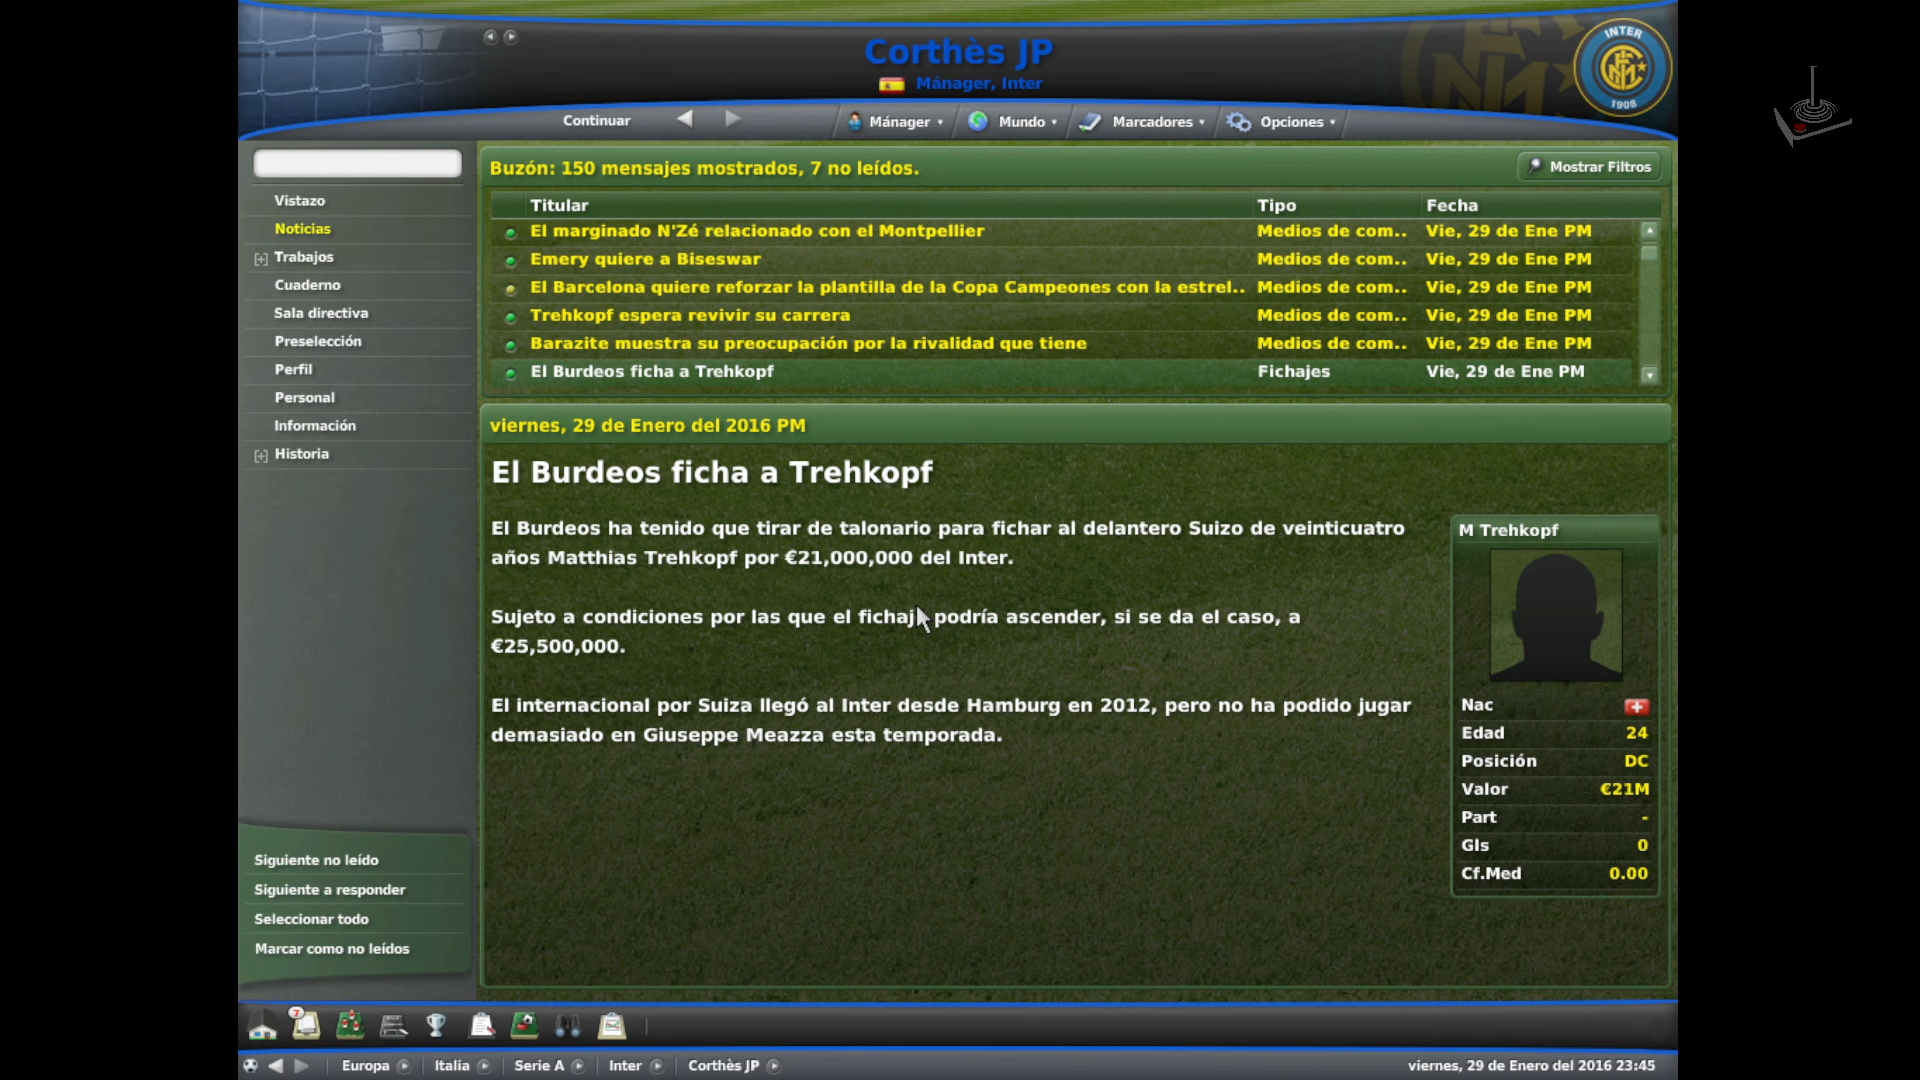 Corthès JP
Mánager, Inter
INTER
1908
Continuar
Mánager
Mundo
Marcadores
Opciones
Vistazo
Noticias
Trabajos
Cuaderno
Sala directiva
Preselección
Perfil
Personal
Información
Historia
Buzón: 150 mensajes mostrados, 7 no leídos.
Mostrar Filtros
Titular Tipo Fecha
El marginado N'Zé relacionado con el Montpellier Medios de com.. Vie, 29 de Ene PM
Emery quiere a Biseswar Medios de com.. Vie, 29 de Ene PM
El Barcelona quiere reforzar la plantilla de la Copa Campeones con la estrel.. Medios de com.. Vie, 29 de Ene PM
Trehkopf espera revivir su carrera Medios de com.. Vie, 29 de Ene PM
Barazite muestra su preocupación por la rivalidad que tiene Medios de com.. Vie, 29 de Ene PM
El Burdeos ficha a Trehkopf Fichajes Vie, 29 de Ene PM
viernes, 29 de Enero del 2016 PM
El Burdeos ficha a Trehkopf
El Burdeos ha tenido que tirar de talonario para fichar al delantero Suizo de veinticuatro
años Matthias Trehkopf por €21,000,000 del Inter.
Sujeto a condiciones por las que el fichaje podría ascender, si se da el caso, a
€25,500,000.
El internacional por Suiza llegó al Inter desde Hamburg en 2012, pero no ha podido jugar
demasiado en Giuseppe Meazza esta temporada.
M Trehkopf
Nac
Edad 24
Posición DC
Valor €21M
Part -
Gls 0
Cf.Med 0.00
Siguiente no leído
Siguiente a responder
Seleccionar todo
Marcar como no leídos
7
Europa
Italia
Serie A
Inter
Corthès JP
viernes, 29 de Enero del 2016 23:45